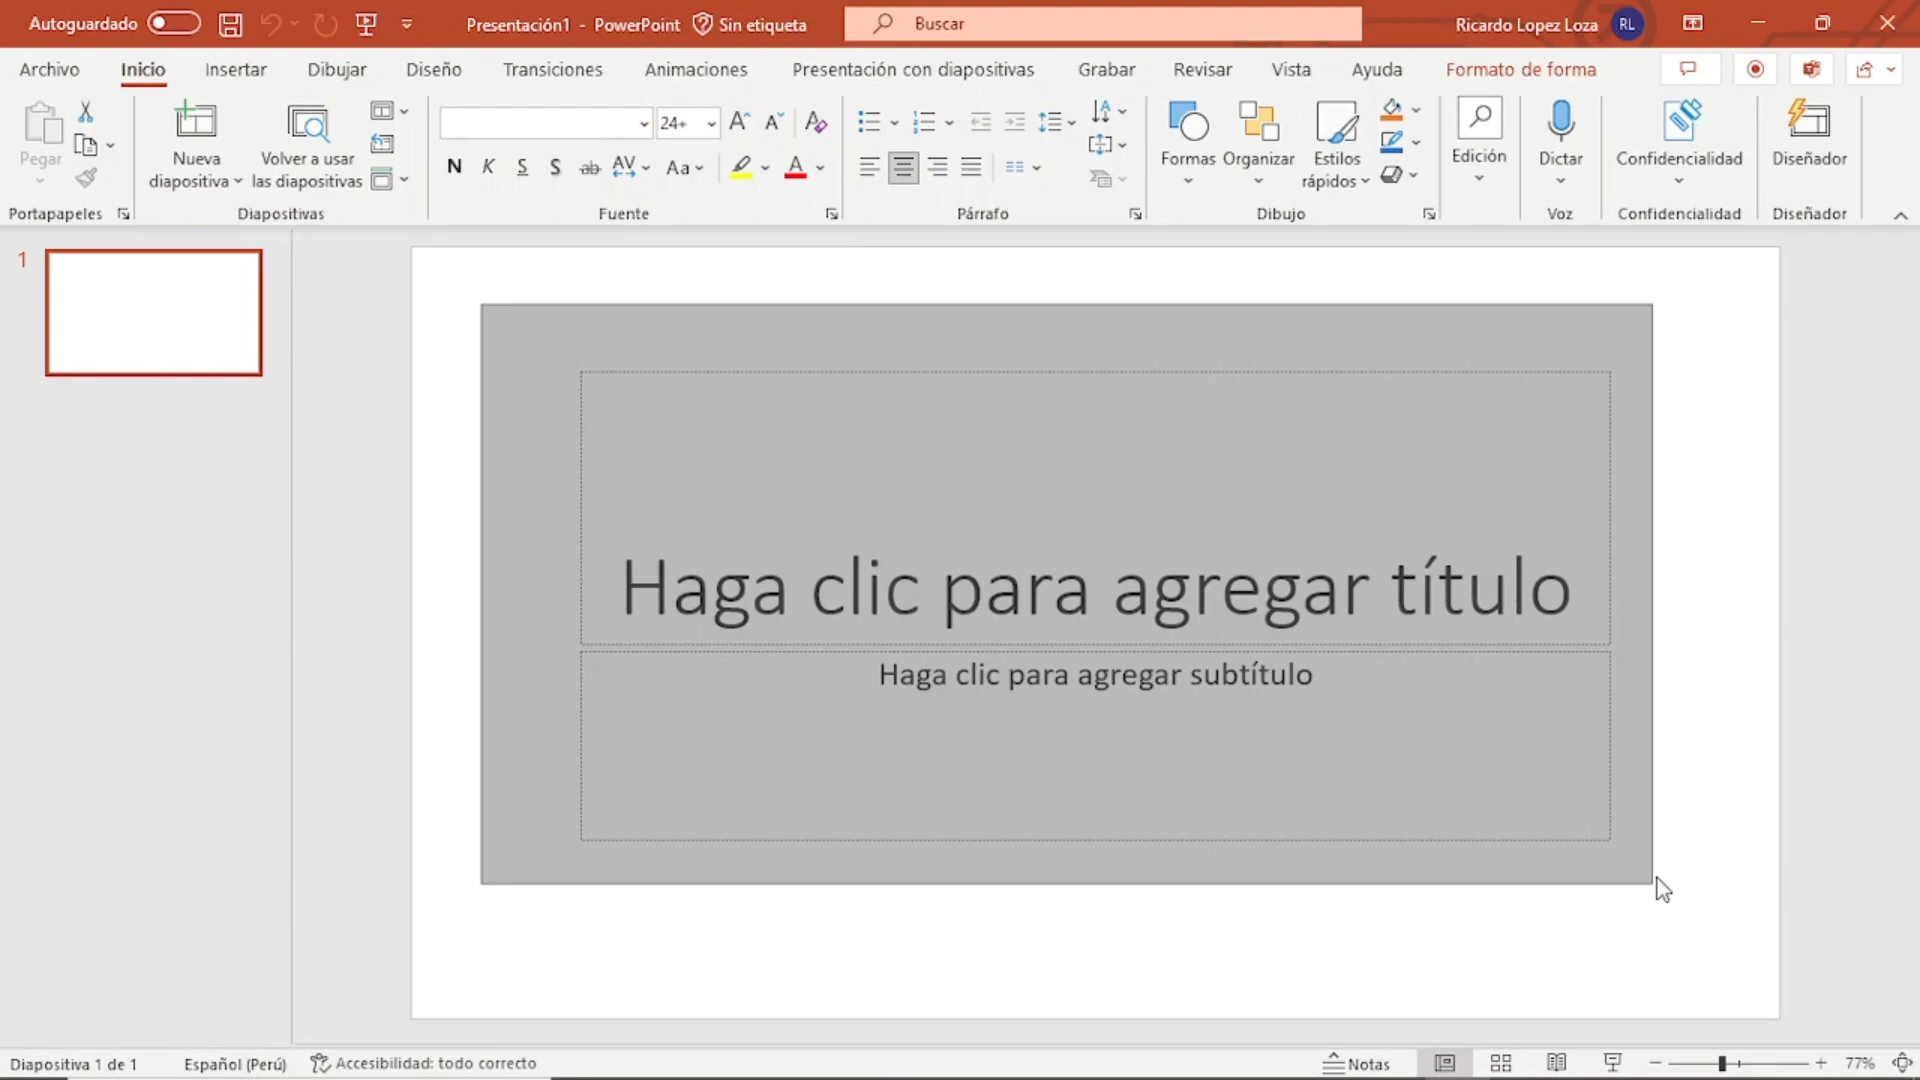 Autoguardado
Presentación1 - PowerPoint
Sin etiqueta
Buscar
Ricardo Lopez Loza
RL
Archivo
Inicio
Insertar
Dibujar
Diseño
Transiciones
Animaciones
Presentación con diapositivas
Grabar
Revisar
Vista
Ayuda
Formato de forma
Pegar
Nueva
diapositiva
Volver a usar
las diapositivas
24+
N K S S ab AV Aa A
Formas
Organizar
Estilos
rápidos
Edición
Dictar
Confidencialidad
Diseñador
Portapapeles
Diapositivas
Fuente
Párrafo
Dibujo
Voz
Confidencialidad
Diseñador
1
Haga clic para agregar título
Haga clic para agregar subtítulo
Diapositiva 1 de 1
Español (Perú)
Accesibilidad: todo correcto
Notas
77%